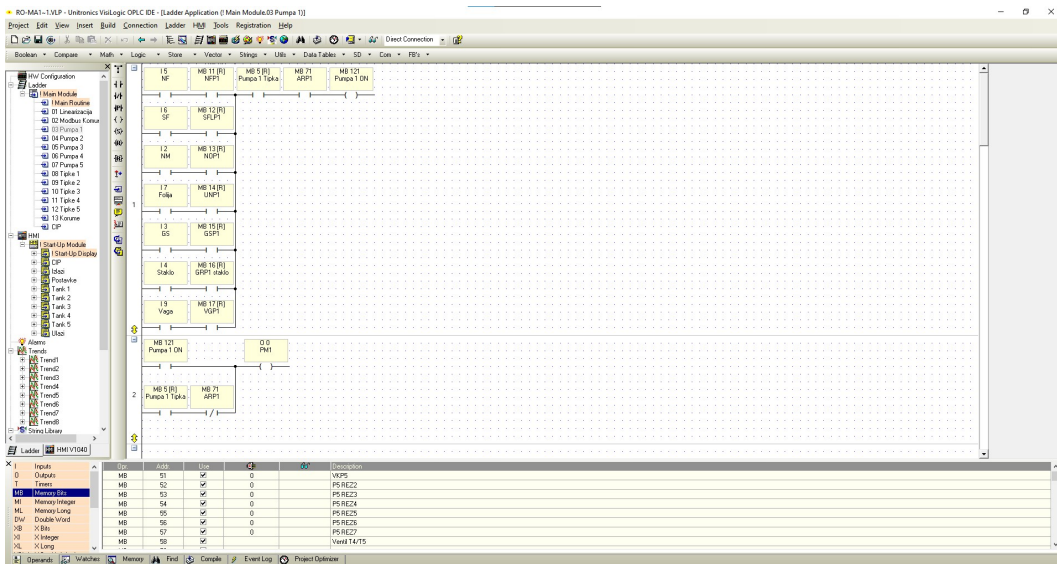 RO-MA1~1.VLP - Unitronics VisiLogic OPLC IDE - [Ladder Application (! Main Module.03 Pumpa 1)]
Project Edit View Insert Build Connection Ladder HMI Tools Registration Help
Direct Connection
Boolean Compare Math Logic Store Vector Strings Utils Data Tables SD Com FB's
HW Configuration
Ladder
! Main Module
! Main Routine
01 Linearizacija
02 Modbus Komur
03 Pumpa 1
04 Pumpa 2
05 Pumpa 3
06 Pumpa 4
07 Pumpa 5
08 Tipke 1
09 Tipke 2
10 Tipke 3
11 Tipke 4
12 Tipke 5
13 Korume
CIP
HMI
! Start-Up Module
! Start-Up Display
CIP
Izlazi
Postavke
Tank 1
Tank 2
Tank 3
Tank 4
Tank 5
Ulazi
Alarms
Trends
Trend1
Trend2
Trend3
Trend4
Trend5
Trend6
Trend7
Trend8
String Library
Ladder HMI V1040
I 5 MB 11 [R] MB 5 [R] MB 71 MB 121
NF NFP1 Pumpa 1 Tipka ARP1 Pumpa 1 ON
I 6 MB 12 [R]
SF SFLP1
I 2 MB 13 [R]
NM NOP1
I 7 MB 14 [R]
Folija UNP1
1
I 3 MB 15 [R]
GS GSP1
I 4 MB 16 [R]
Staklo GRP1 staklo
I 9 MB 17 [R]
Vaga VGP1
MB 121 O 0
Pumpa 1 ON PM1
2
MB 5 [R] MB 71
Pumpa 1 Tipka ARP1
I Inputs
O Outputs
T Timers
MB Memory Bits
MI Memory Integer
ML Memory Long
DW Double Word
XB X Bits
XI X Integer
XL X Long
Opr. Addr. Use Description
MB 51 0 VKP5
MB 52 0 P5 REZ2
MB 53 0 P5 REZ3
MB 54 0 P5 REZ4
MB 55 0 P5 REZ5
MB 56 0 P5 REZ6
MB 57 0 P5 REZ7
MB 58 Ventil T4/T5
Operands Watches Memory Find Compile Event Log Project Optimizer